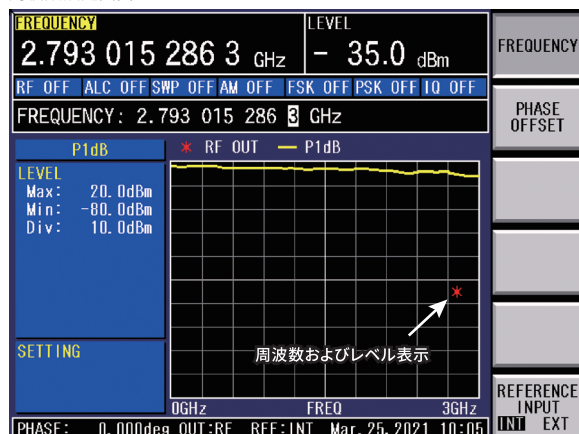 FREQUENCY
LEVEL
2.793 015 286 3 GHz
- 35.0 dBm
RF OFF ALC OFF SWP OFF AM OFF FSK OFF PSK OFF IQ OFF
FREQUENCY: 2.793 015 286 3 GHz
P1dB
* RF OUT — P1dB
LEVEL
Max: 20.0dBm
Min: -80.0dBm
Div: 10.0dBm
周波数およびレベル表示
SETTING
0GHz FREQ 3GHz
PHASE: 0.000deg OUT:RF REF:INT Mar.25.2021 10:05
FREQUENCY
PHASE
OFFSET
REFERENCE
INPUT
INT EXT